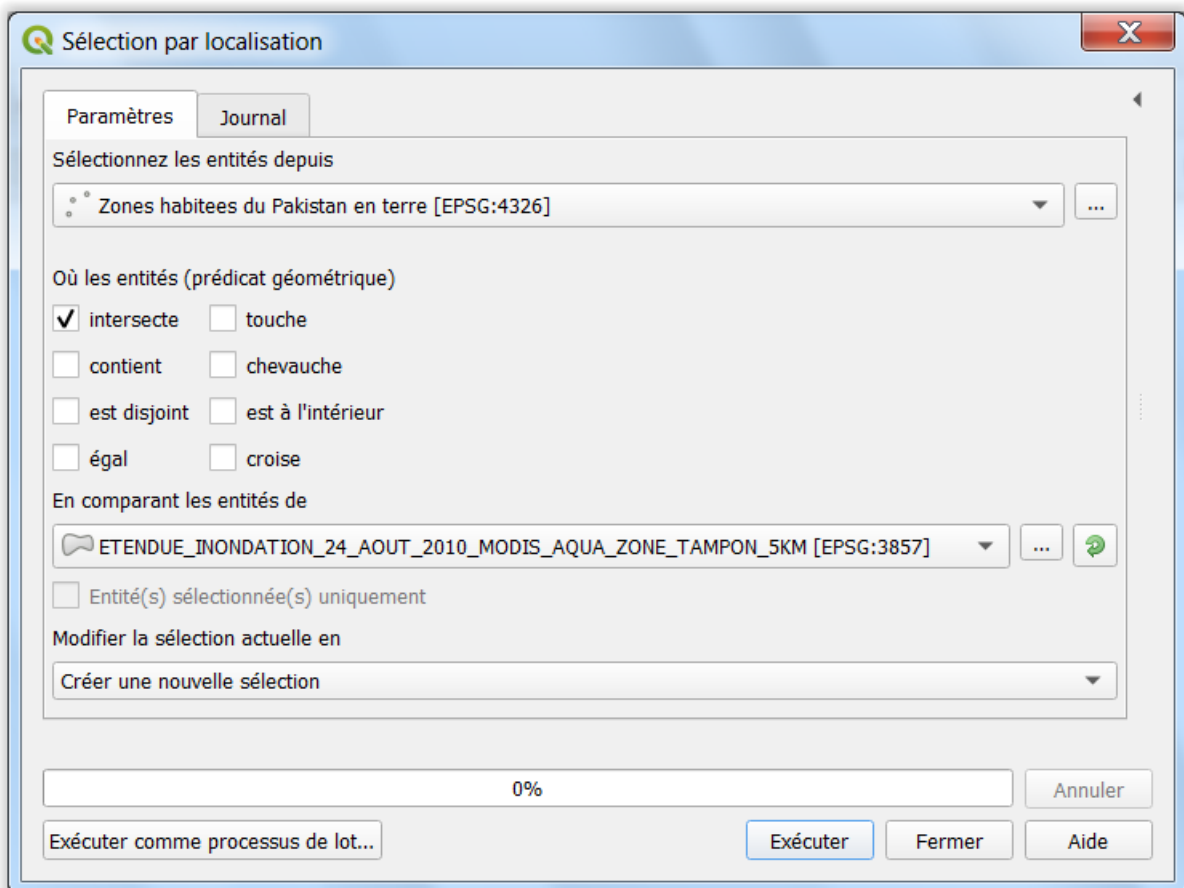 Sélection par localisation
Paramètres
Journal
Sélectionnez les entités depuis
Zones habitees du Pakistan en terre [EPSG:4326]
...
Où les entités (prédicat géométrique)
intersecte
touche
contient
chevauche
est disjoint
est à l'intérieur
égal
croise
En comparant les entités de
ETENDUE_INONDATION_24_AOUT_2010_MODIS_AQUA_ZONE_TAMPON_5KM [EPSG:3857]
...
Entité(s) sélectionnée(s) uniquement
Modifier la sélection actuelle en
Créer une nouvelle sélection
0%
Annuler
Exécuter comme processus de lot...
Exécuter
Fermer
Aide